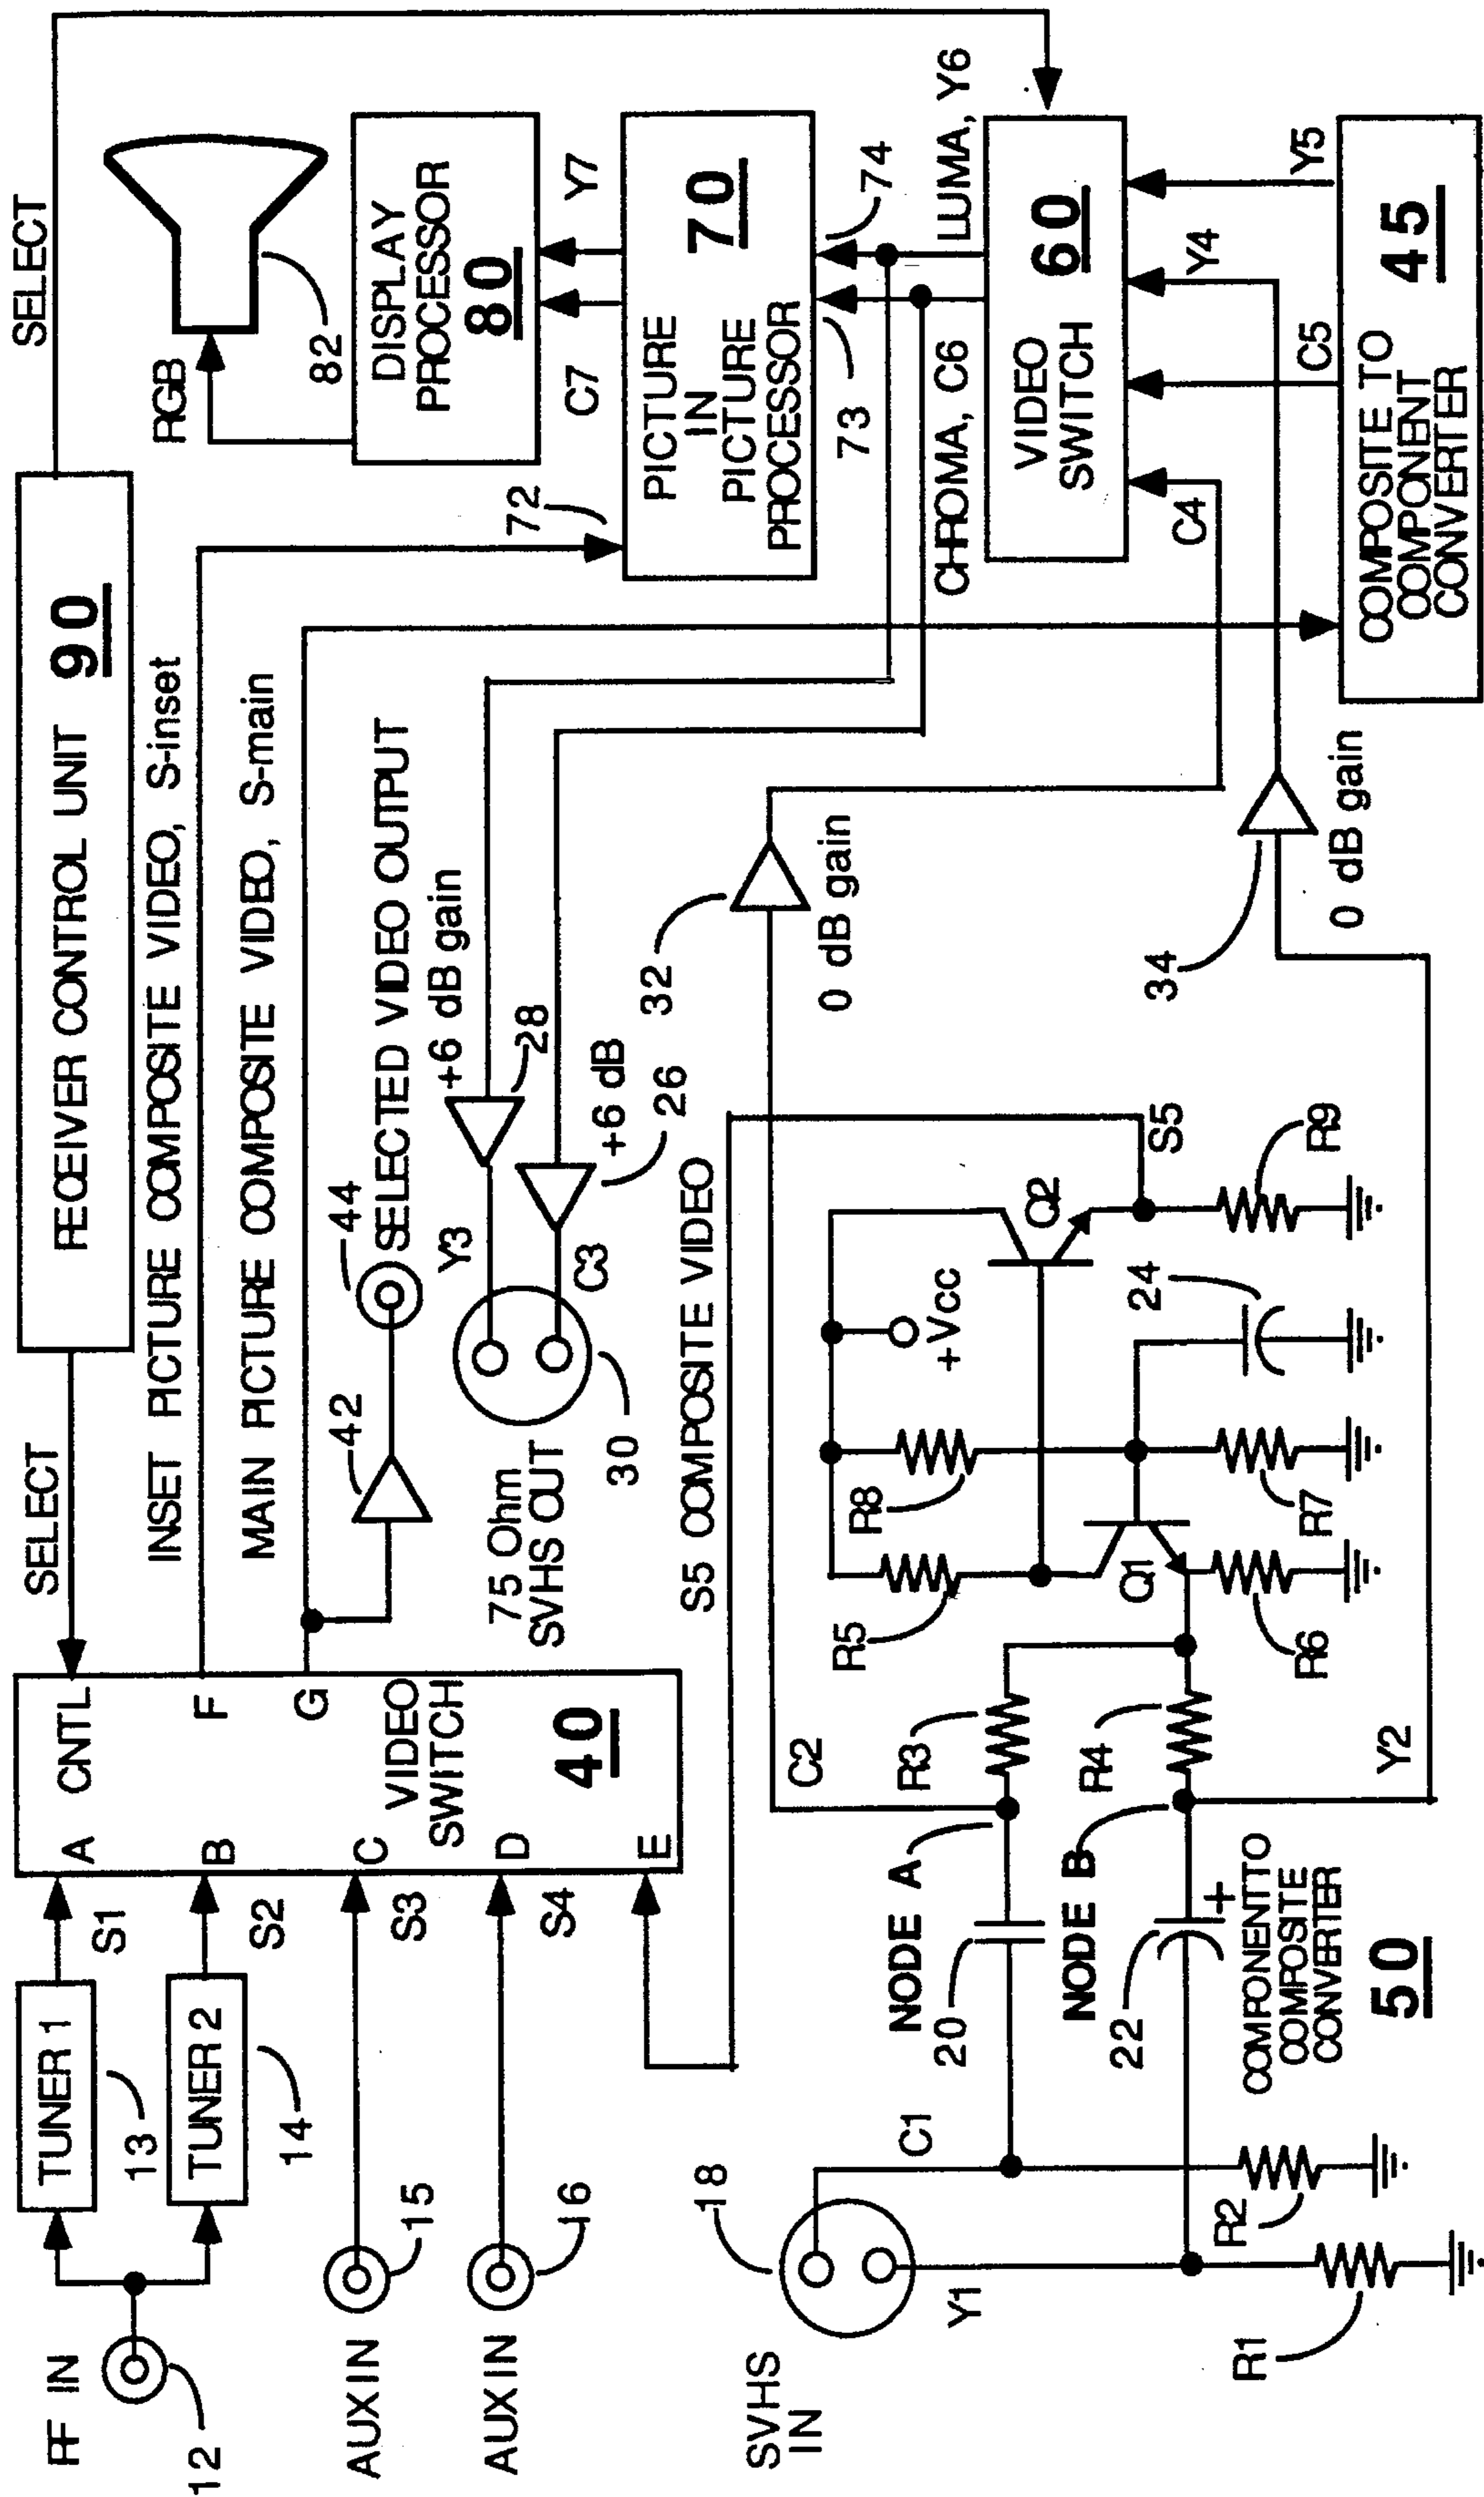 RF IN
12
TUNER 1
13
TUNER 2
14
S1
S2
AUX IN
15
S3
AUX IN
16
S4
A
B
C
D
E
CNTL
F
G
VIDEO
SWITCH
40
SELECT
RECEIVER CONTROL UNIT 90
SELECT
INSET PICTURE COMPOSITE VIDEO, S-inset
MAIN PICTURE COMPOSITE VIDEO, S-main
42
44
SELECTED VIDEO OUTPUT
75 Ohm
SVHS OUT
30
Y3
C3
+6 dB gain
28
+6 dB
26
S5 COMPOSITE VIDEO
RGB
82
DISPLAY
PROCESSOR
80
C7
Y7
72
PICTURE
IN
PICTURE
PROCESSOR
70
73
74
CHROMA, C6
LUMA, Y6
VIDEO
SWITCH
60
C4
C5
Y4
Y5
COMPOSITE TO
COMPONENT
CONVERTER
45
32
0 dB gain
34
0 dB gain
SVHS
IN
18
Y1
C1
R1
R2
NODE A
20
NODE B
22
+
COMPONENT TO
COMPOSITE
CONVERTER
50
C2
R3
R4
Y2
R5
R8
+Vcc
Q1
Q2
24
S5
R6
R7
R9